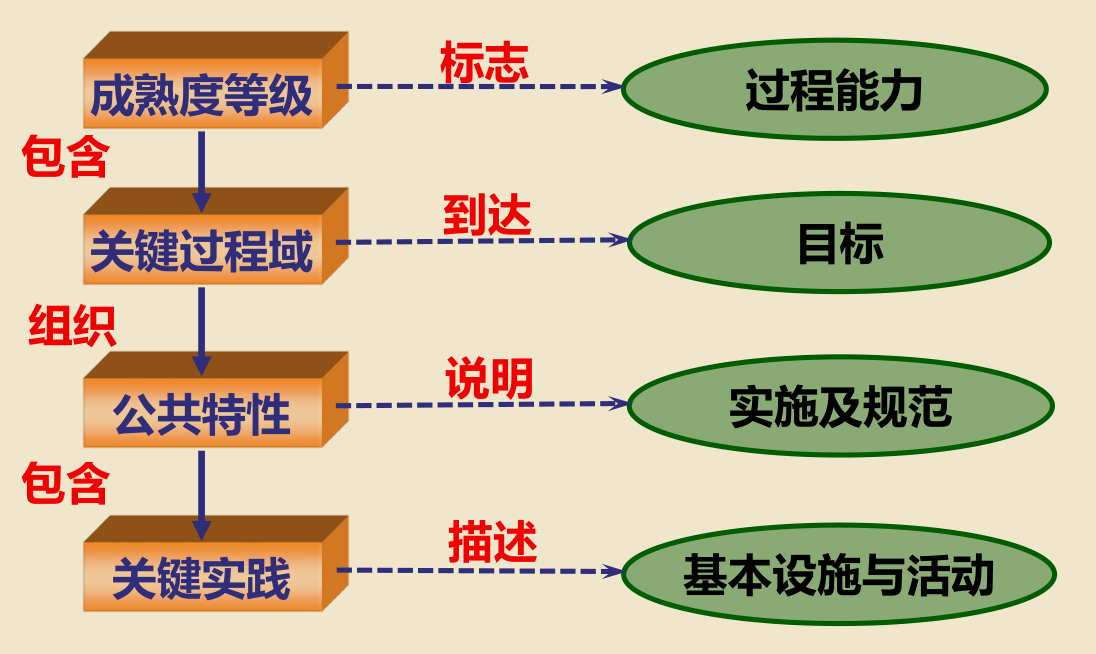 成熟度等级
标志
过程能力
包含
关键过程域
到达
目标
组织
公共特性
说明
实施及规范
包含
关键实践
描述
基本设施与活动